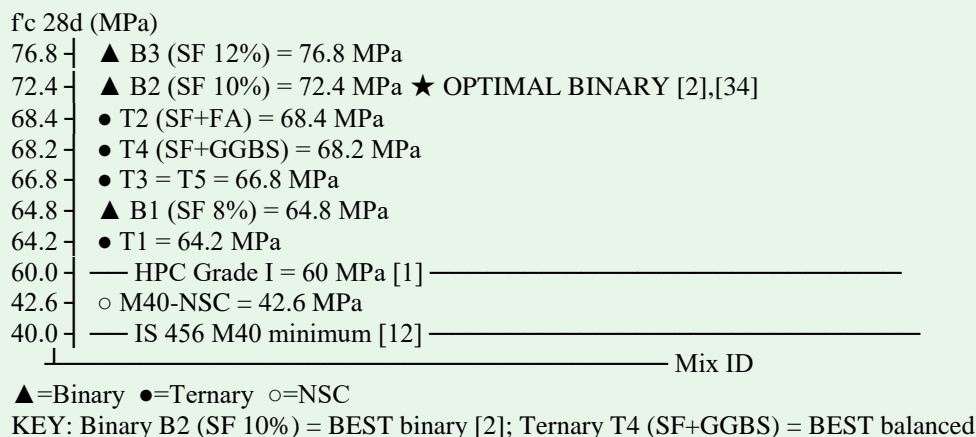 f'c 28d (MPa)
76.8 ▲ B3 (SF 12%) = 76.8 MPa
72.4 ▲ B2 (SF 10%) = 72.4 MPa ★ OPTIMAL BINARY [2],[34]
68.4 ● T2 (SF+FA) = 68.4 MPa
68.2 ● T4 (SF+GGBS) = 68.2 MPa
66.8 ● T3 = T5 = 66.8 MPa
64.8 ▲ B1 (SF 8%) = 64.8 MPa
64.2 ● T1 = 64.2 MPa
60.0 ── HPC Grade I = 60 MPa [1] ──
42.6 ○ M40-NSC = 42.6 MPa
40.0 ── IS 456 M40 minimum [12] ──
Mix ID
▲=Binary ●=Ternary ○=NSC
KEY: Binary B2 (SF 10%) = BEST binary [2]; Ternary T4 (SF+GGBS) = BEST balanced